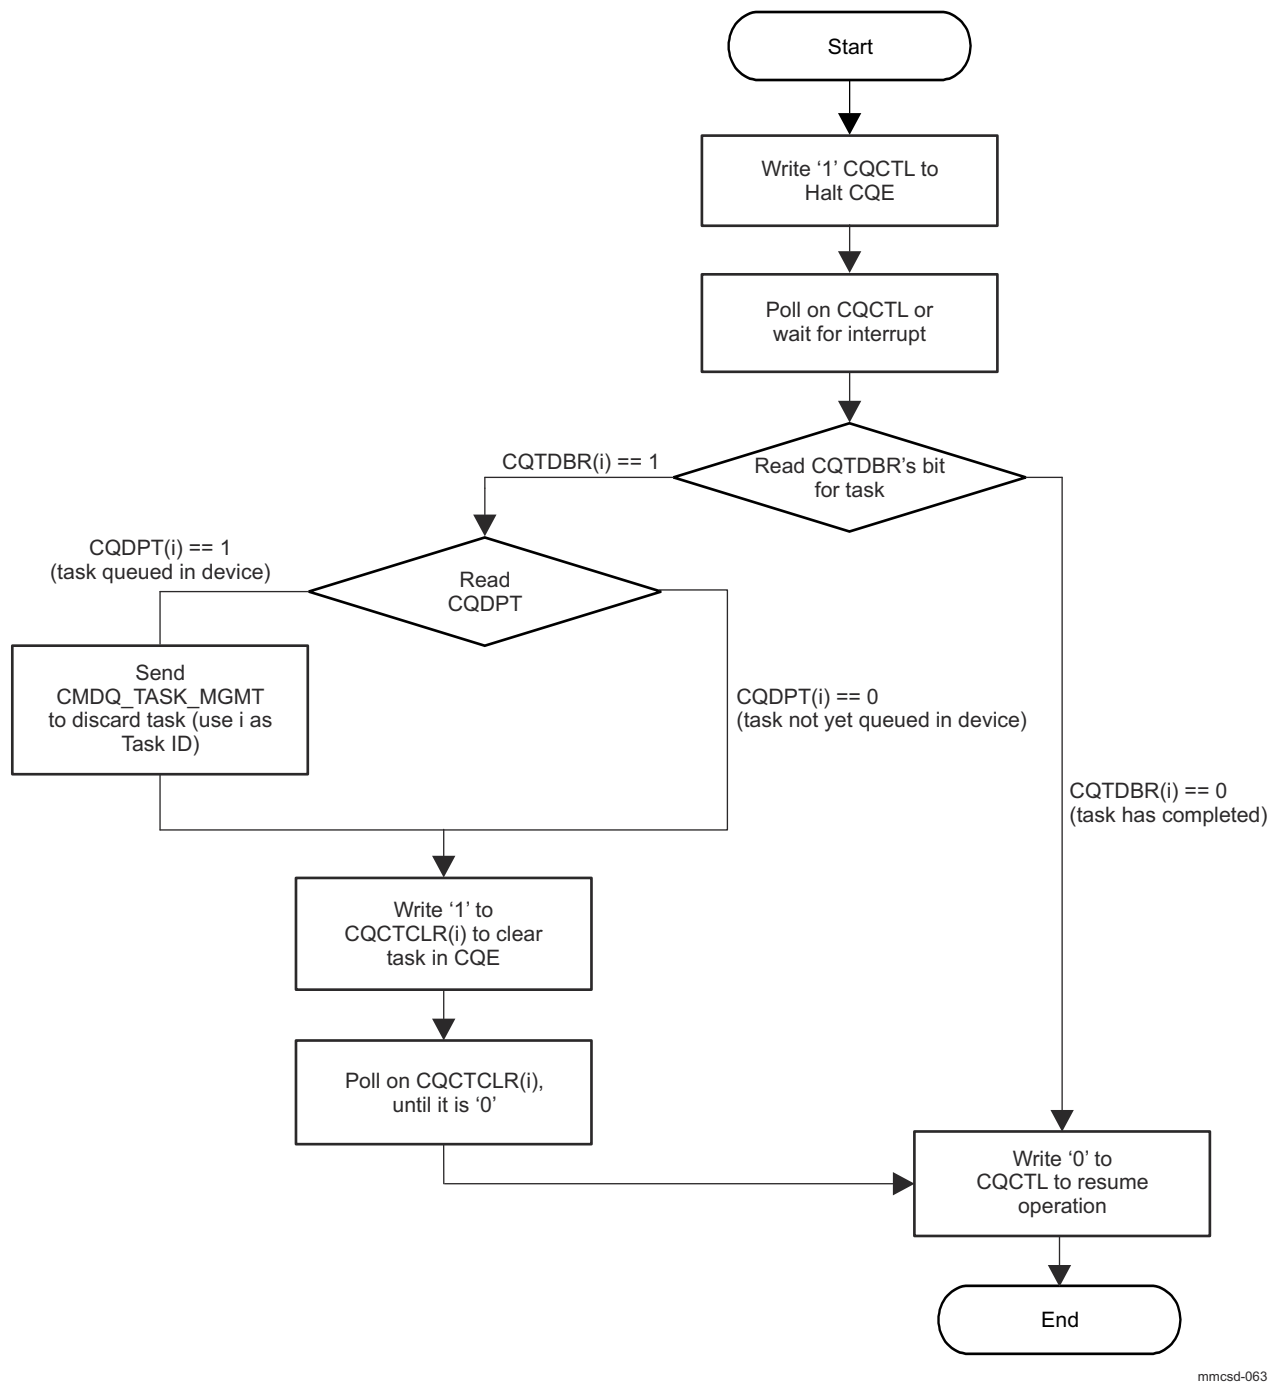 Start
Write ‘1’ CQCTL to
Halt CQE
Poll on CQCTL or
wait for interrupt
Read CQTDBR’s bit
for task
CQTDBR(i) == 1
CQDPT(i) == 1
(task queued in device)
Read
CQDPT
Send
CMDQ_TASK_MGMT
to discard task (use i as
Task ID)
CQDPT(i) == 0
(task not yet queued in device)
CQTDBR(i) == 0
(task has completed)
Write ‘1’ to
CQCTCLR(i) to clear
task in CQE
Poll on CQCTCLR(i),
until it is ‘0’
Write ‘0’ to
CQCTL to resume
operation
End
mmcsd-063